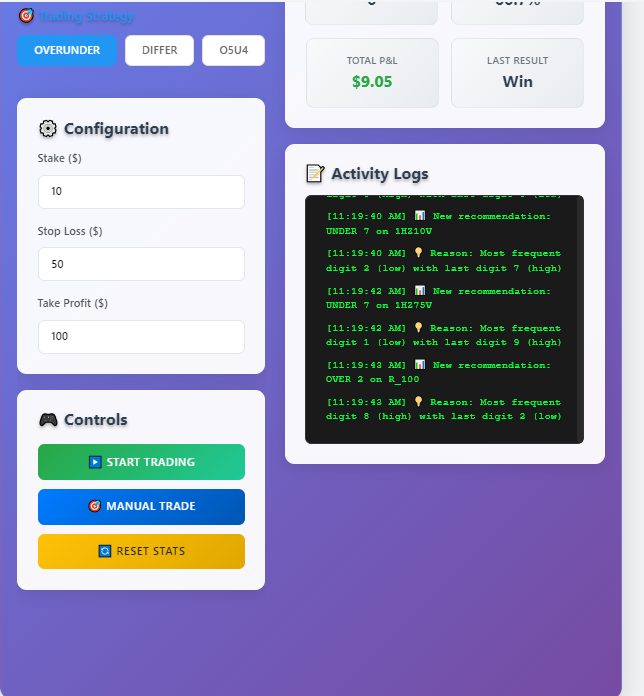 🎯 Trading Strategy
OVERUNDER
DIFFER
O5U4
⚙️ Configuration
Stake ($)
10
Stop Loss ($)
50
Take Profit ($)
100
🎮 Controls
▶️ START TRADING
🎯 MANUAL TRADE
🔄 RESET STATS
TOTAL P&L
$9.05
LAST RESULT
Win
📝 Activity Logs
[11:19:40 AM] 📊 New recommendation:
UNDER 7 on 1HZ10V
[11:19:40 AM] 💡 Reason: Most frequent
digit 2 (low) with last digit 7 (high)
[11:19:42 AM] 📊 New recommendation:
UNDER 7 on 1HZ75V
[11:19:42 AM] 💡 Reason: Most frequent
digit 1 (low) with last digit 9 (high)
[11:19:43 AM] 📊 New recommendation:
OVER 2 on R_100
[11:19:43 AM] 💡 Reason: Most frequent
digit 8 (high) with last digit 2 (low)